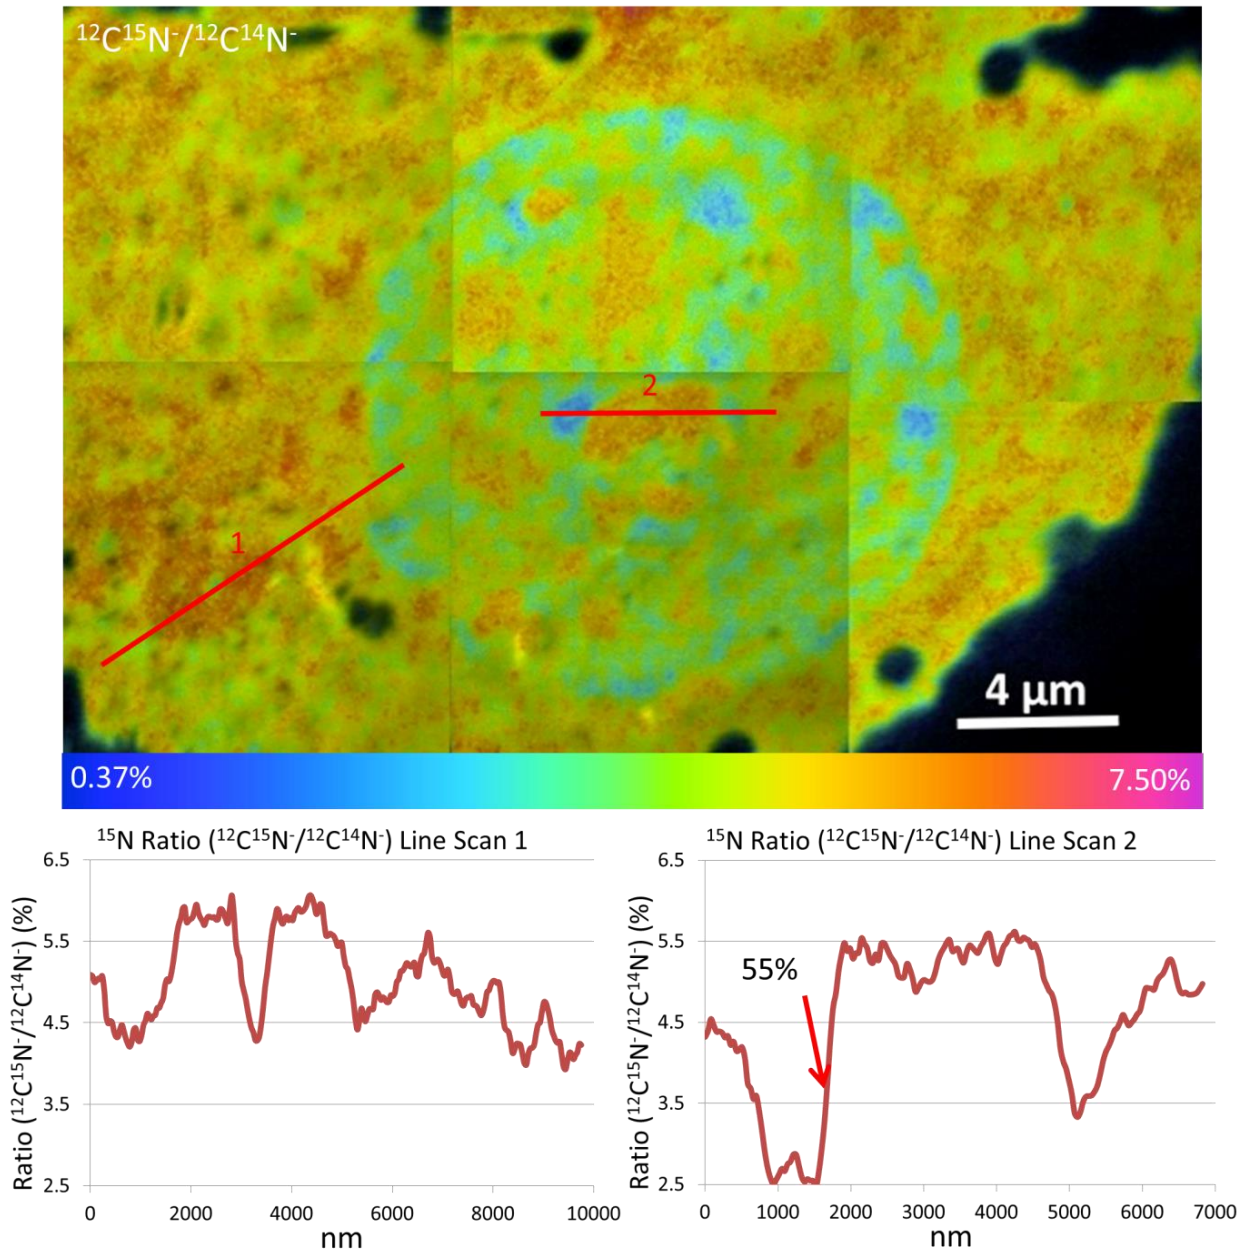 ¹²C¹⁵N⁻/¹²C¹⁴N⁻
2
1
4 µm
0.37% 7.50%
¹⁵N Ratio (¹²C¹⁵N⁻/¹²C¹⁴N⁻) Line Scan 1
Ratio (¹²C¹⁵N⁻/¹²C¹⁴N⁻) (%)
6.5
5.5
4.5
3.5
2.5
0 2000 4000 6000 8000 10000
nm
¹⁵N Ratio (¹²C¹⁵N⁻/¹²C¹⁴N⁻) Line Scan 2
Ratio (¹²C¹⁵N⁻/¹²C¹⁴N⁻) (%)
6.5
5.5
55%
4.5
3.5
2.5
0 1000 2000 3000 4000 5000 6000 7000
nm